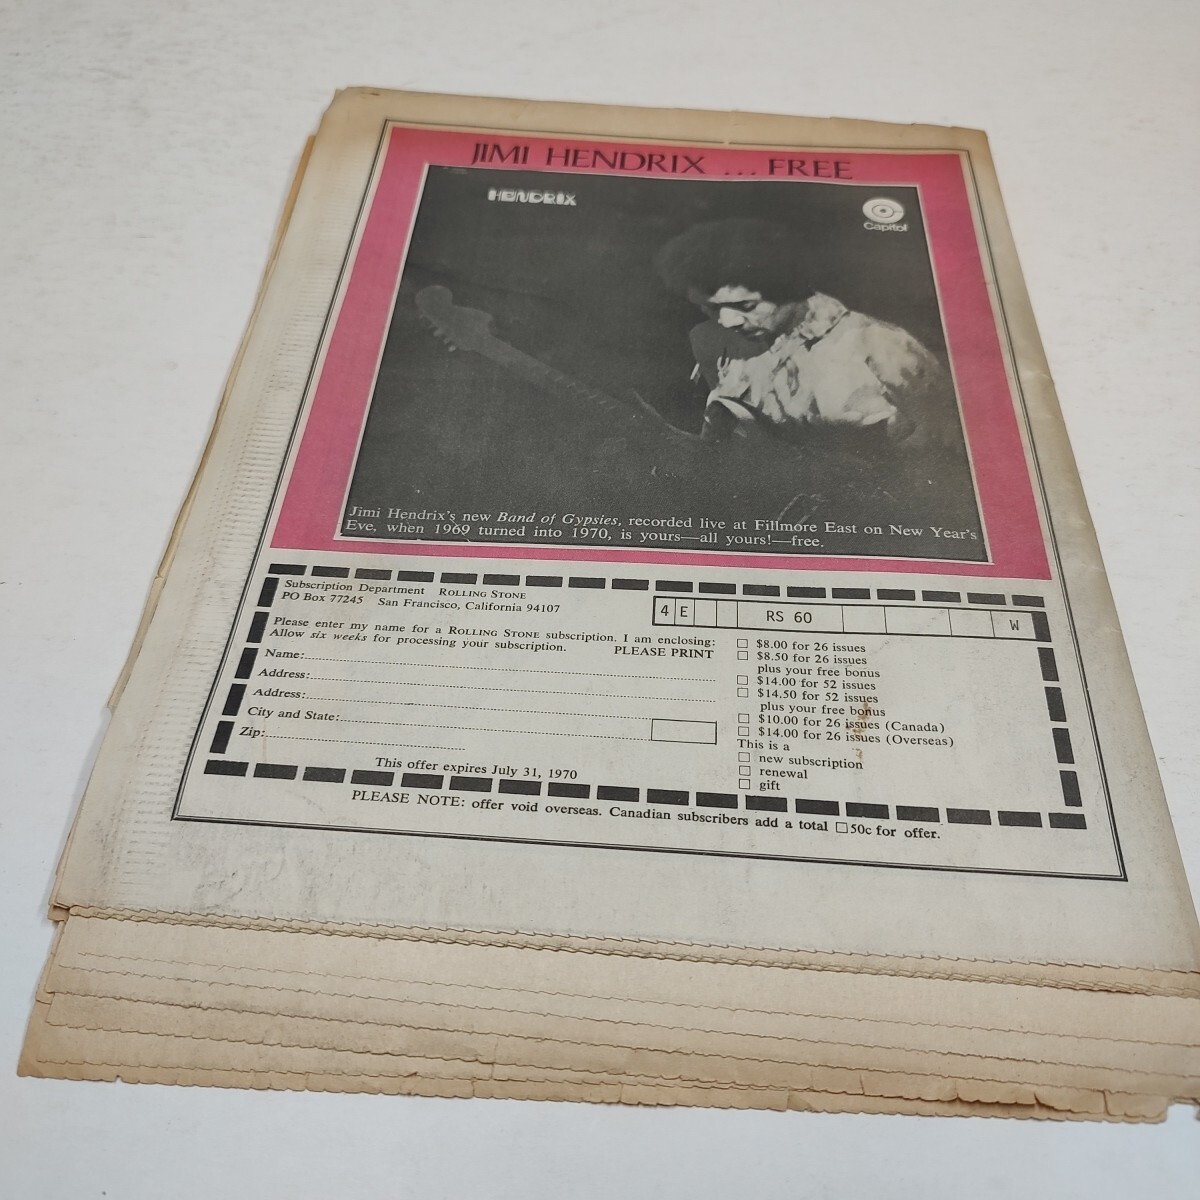 JIMI HENDRIX ... FREE
HENDRIX
Capitol
Jimi Hendrix's new Band of Gypsies, recorded live at Fillmore East on New Year's
Eve, when 1969 turned into 1970, is yours—all yours!—free.
Subscription Department ROLLING STONE
PO Box 77245 San Francisco, California 94107
4 E RS 60 W
Please enter my name for a ROLLING STONE subscription. I am enclosing:
Allow six weeks for processing your subscription. PLEASE PRINT
Name:
Address:
Address:
City and State:
Zip:
This offer expires July 31, 1970
☐ $8.00 for 26 issues
☐ $8.50 for 26 issues
plus your free bonus
☐ $14.00 for 52 issues
☐ $14.50 for 52 issues
plus your free bonus
☐ $10.00 for 26 issues (Canada)
☐ $14.00 for 26 issues (Overseas)
This is a
☐ new subscription
☐ renewal
☐ gift
PLEASE NOTE: offer void overseas. Canadian subscribers add a total ☐50c for offer.